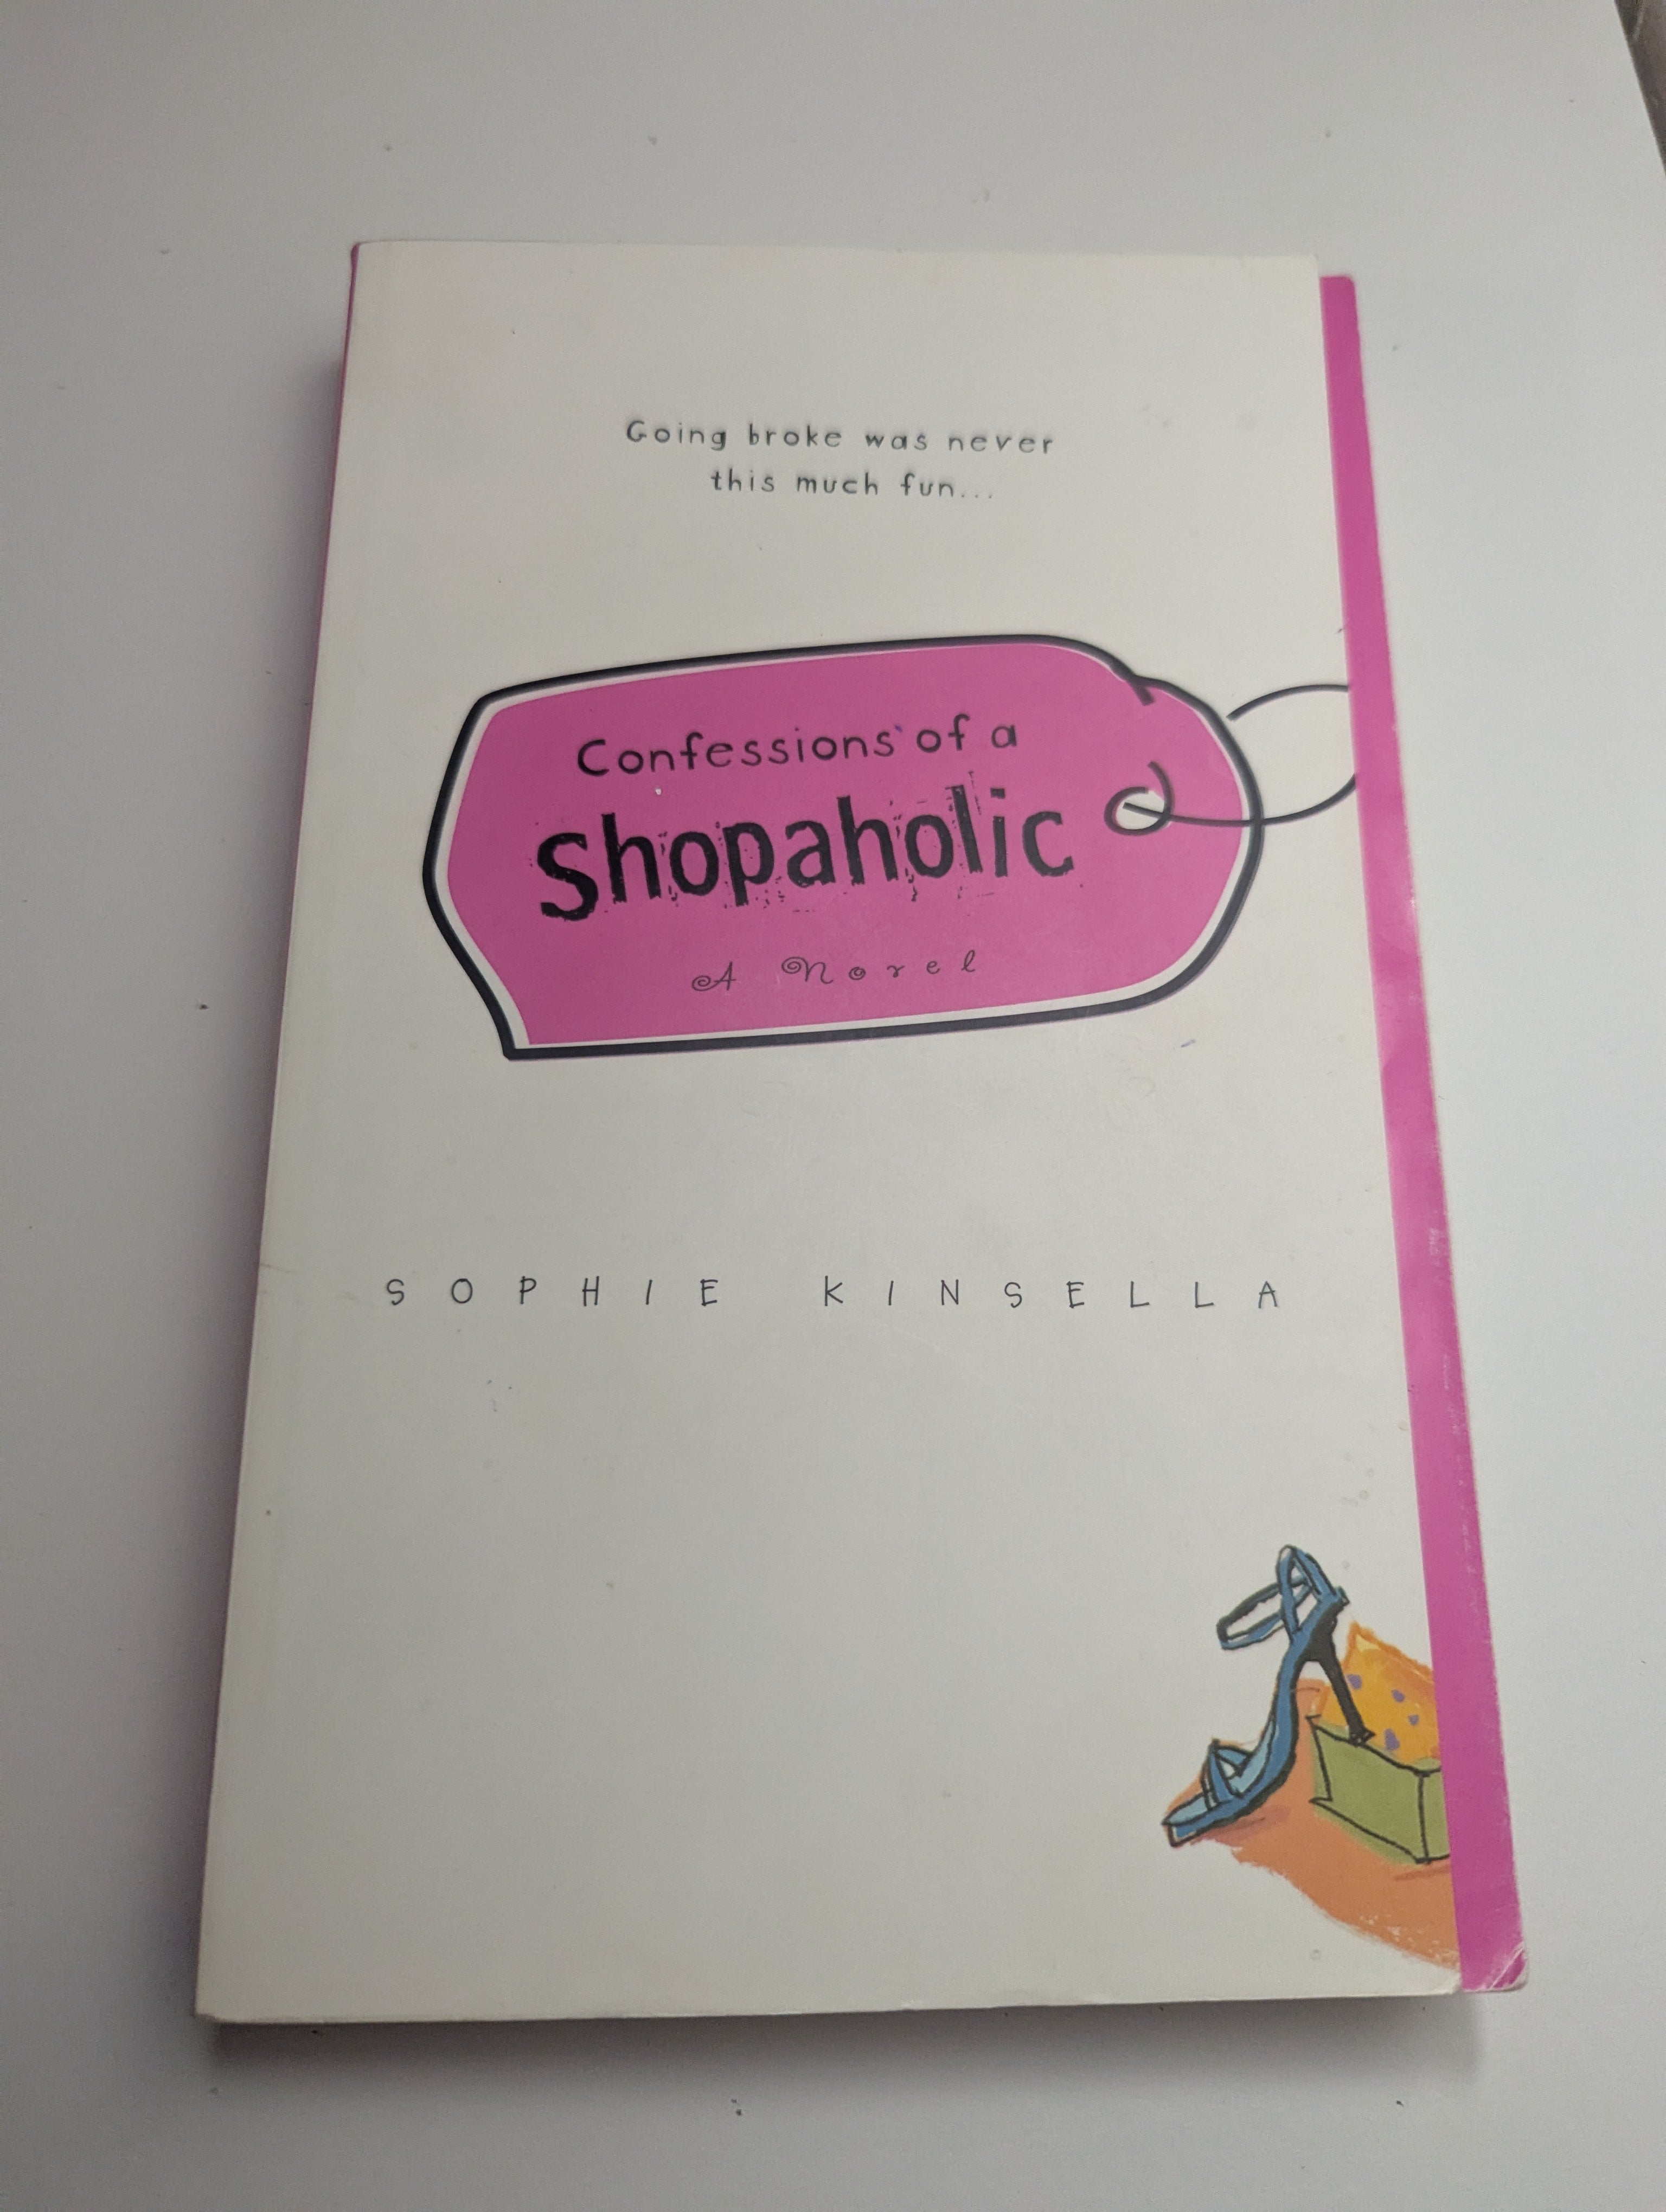 Going broke was never
this much fun...
Confessions of a
Shopaholic
A Novel
SOPHIE KINSELLA